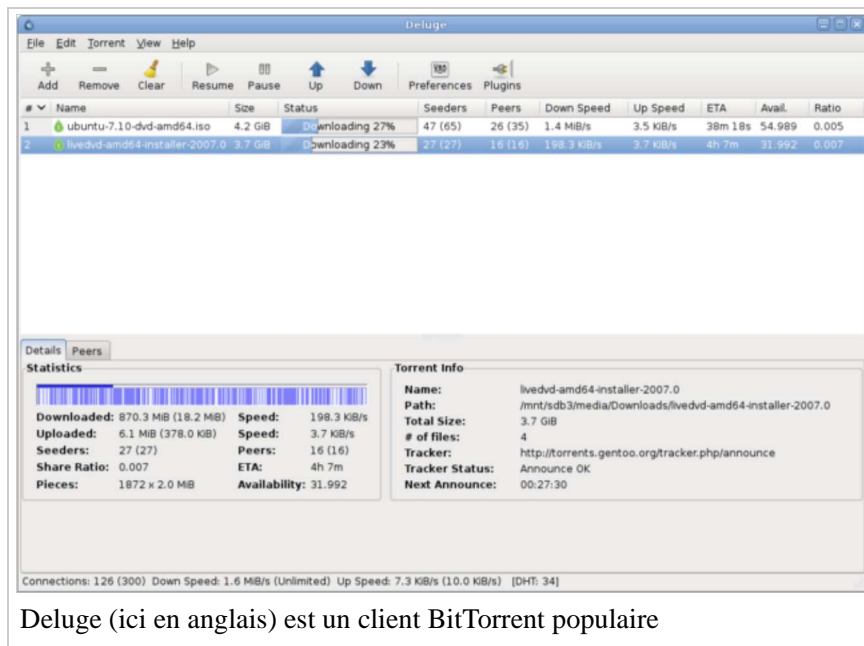 Deluge
File Edit Torrent View Help
Add Remove Clear Resume Pause Up Down Preferences Plugins
# Name Size Status Seeders Peers Down Speed Up Speed ETA Avail. Ratio
1 ubuntu-7.10-dvd-amd64.iso 4.2 GiB Downloading 27% 47 (65) 26 (35) 1.4 MiB/s 3.5 KiB/s 38m 18s 54.989 0.005
2 livedvd-amd64-installer-2007.0 3.7 GiB Downloading 23% 27 (27) 16 (16) 198.3 KiB/s 3.7 KiB/s 4h 7m 31.992 0.007
Details Peers
Statistics
Downloaded: 870.3 MiB (18.2 MiB) Speed: 198.3 KiB/s
Uploaded: 6.1 MiB (378.0 KiB) Speed: 3.7 KiB/s
Seeders: 27 (27) Peers: 16 (16)
Share Ratio: 0.007 ETA: 4h 7m
Pieces: 1872 x 2.0 MiB Availability: 31.992
Torrent Info
Name: livedvd-amd64-installer-2007.0
Path: /mnt/sdb3/media/Downloads/livedvd-amd64-installer-2007.0
Total Size: 3.7 GiB
# of files: 4
Tracker: http://torrents.gentoo.org/tracker.php/announce
Tracker Status: Announce OK
Next Announce: 00:27:30
Connections: 126 (300) Down Speed: 1.6 MiB/s (Unlimited) Up Speed: 7.3 KiB/s (10.0 KiB/s) [DHT: 34]
Deluge (ici en anglais) est un client BitTorrent populaire